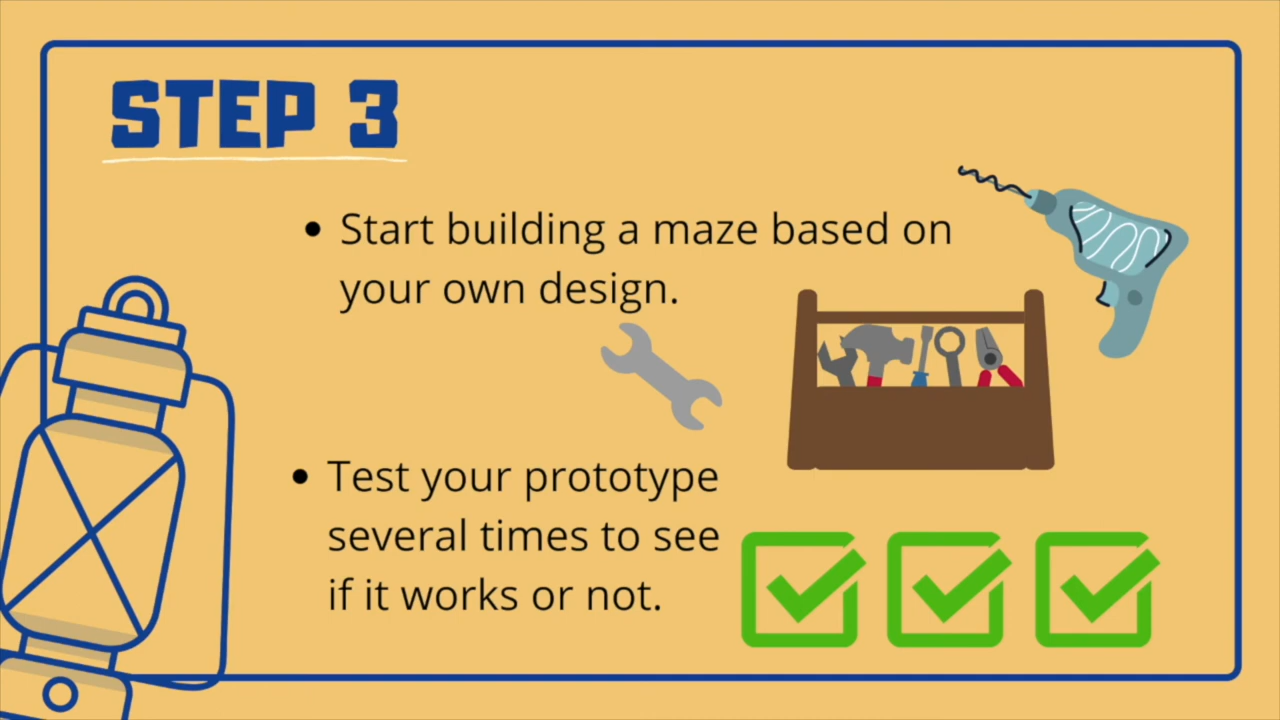 STEP 3
Start building a maze based on
your own design.
Test your prototype
several times to see
if it works or not.